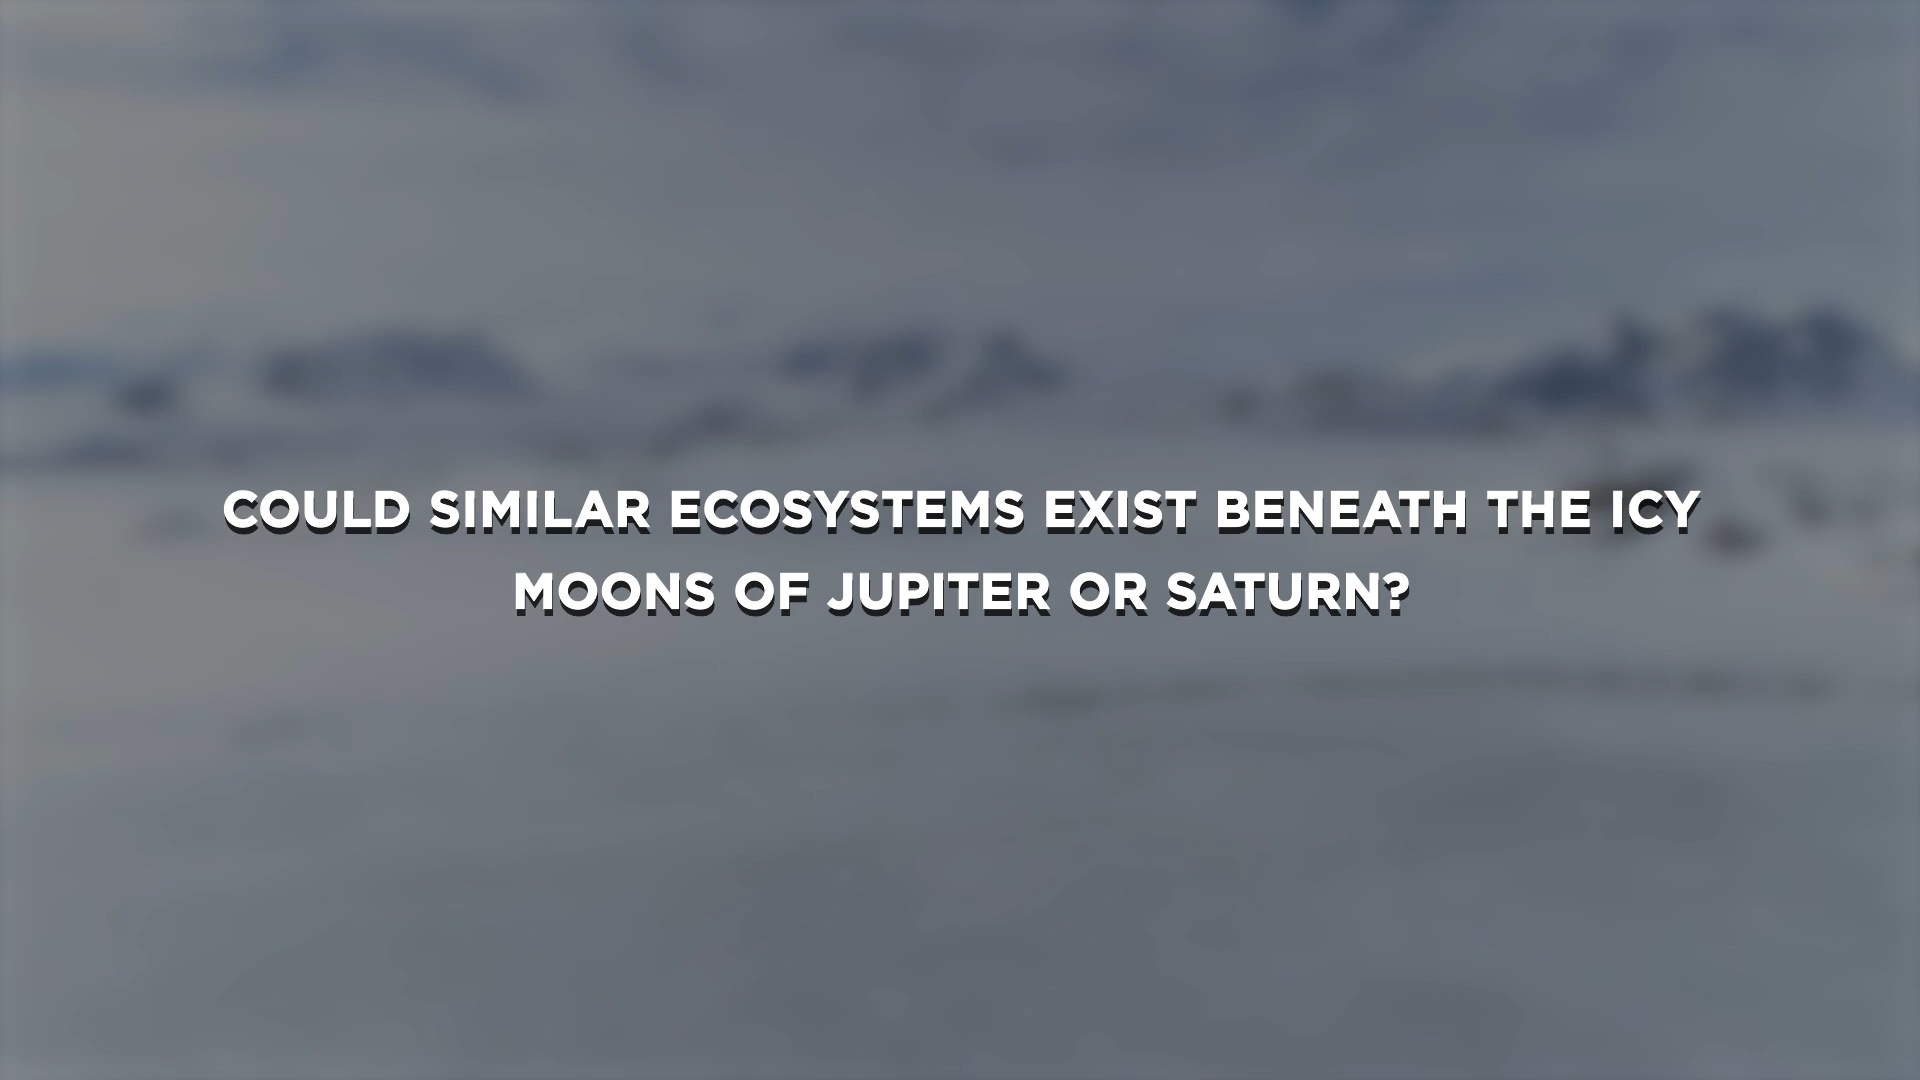 COULD SIMILAR ECOSYSTEMS EXIST BENEATH THE ICY
MOONS OF JUPITER OR SATURN?